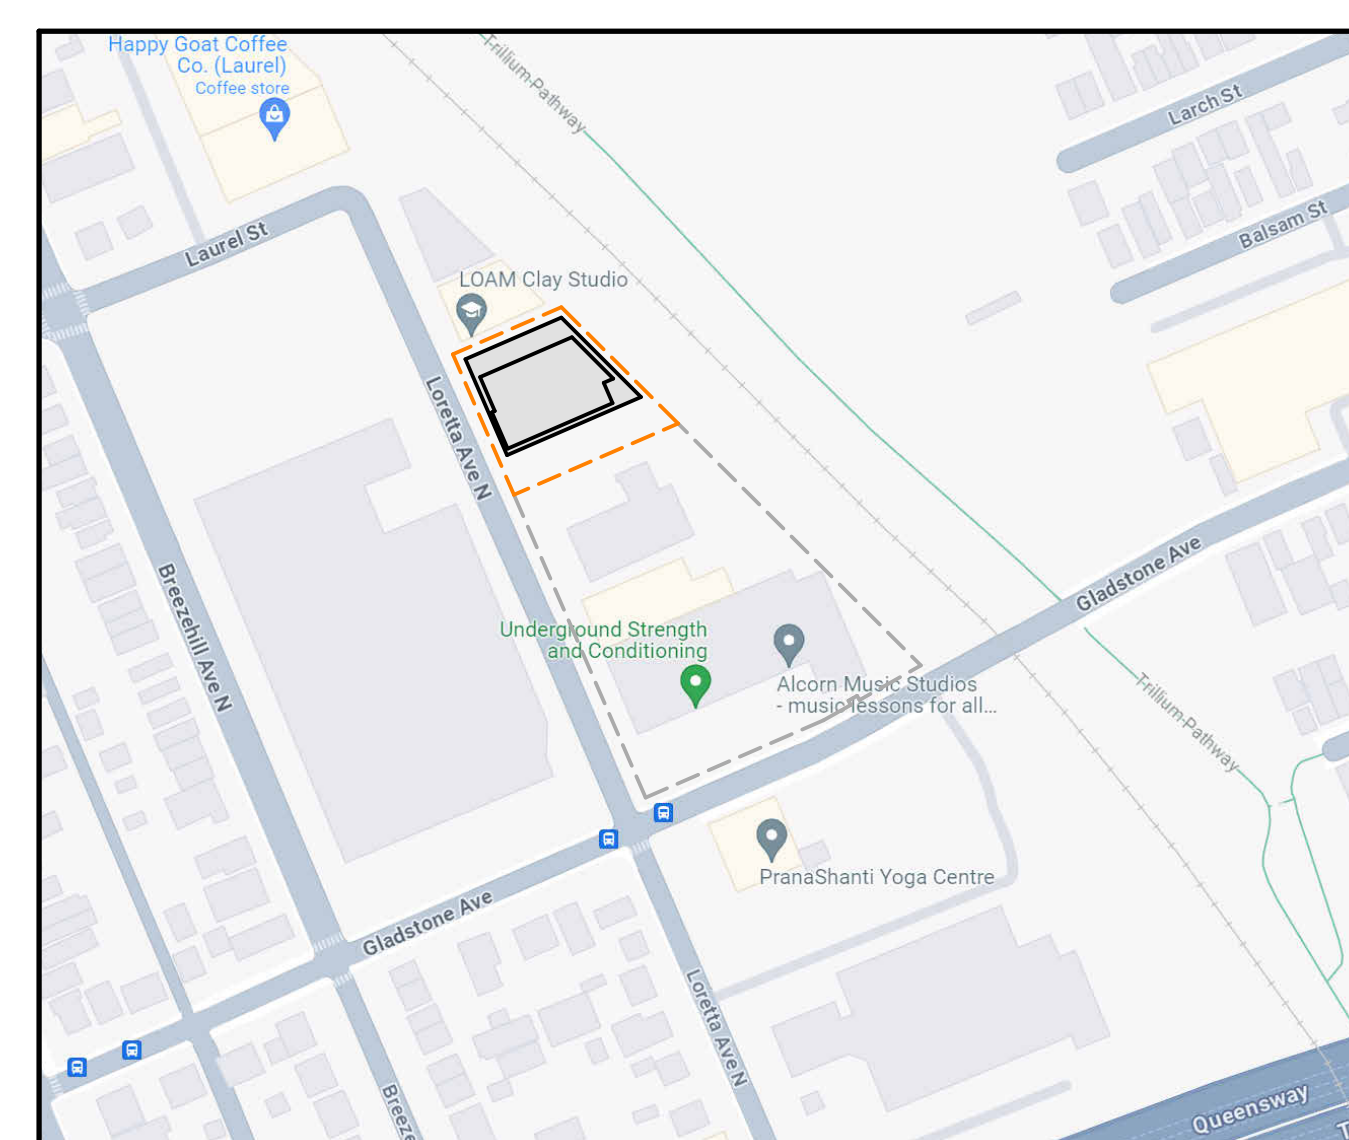 Happy Goat Coffee
Co. (Laurel)
Coffee store
Trillium-Pathway
Larch St
Balsam St
Laurel St
LOAM Clay Studio
Loretta Ave N
Breezehill Ave N
Gladstone Ave
Underground Strength
and Conditioning
Alcorn Music Studios
- music lessons for all...
Trillium-Pathway
PranaShanti Yoga Centre
Gladstone Ave
Loretta Ave N
Breeze
Queensway